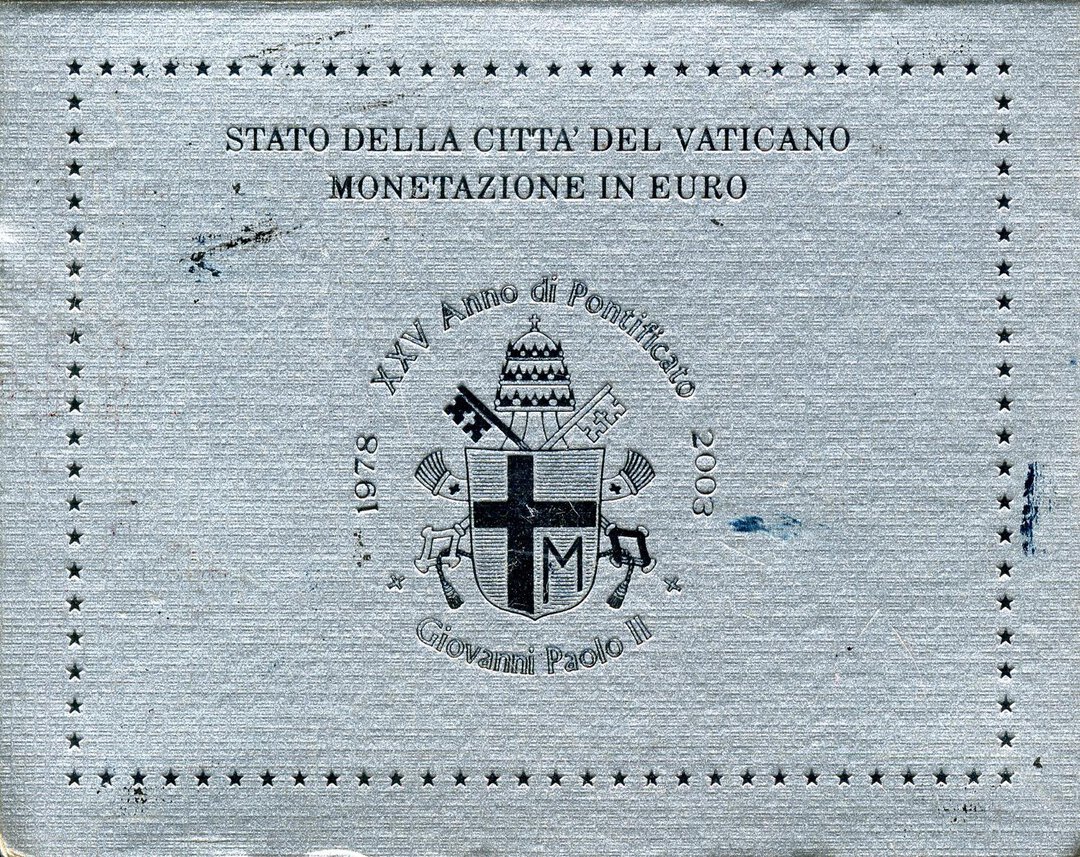 STATO DELLA CITTA' DEL VATICANO
MONETAZIONE IN EURO
XXV Anno di Pontificato
1978
2003
M
Giovanni Paolo II